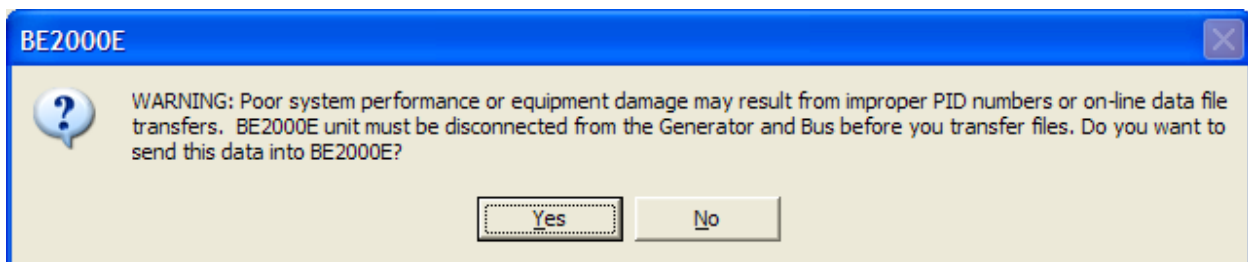 BE2000E
WARNING: Poor system performance or equipment damage may result from improper PID numbers or on-line data file
transfers.  BE2000E unit must be disconnected from the Generator and Bus before you transfer files. Do you want to
send this data into BE2000E?
Yes
No